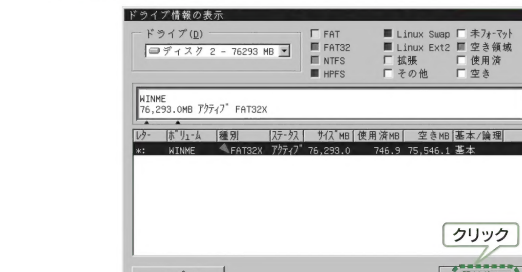 ドライブ情報の表示
ドライブ(D)
ディスク 2 - 76293 MB
FAT
FAT32
NTFS
HPFS
Linux Swap
Linux Ext2
拡張
その他
未フォーマット
空き領域
使用済
空き
WINME
76,293.0MB アクティブ FAT32X
レター ボリューム 種別 ステータス サイズMB 使用済MB 空きMB 基本/論理
*: WINME FAT32X アクティブ 76,293.0 746.9 75,546.1 基本
クリック